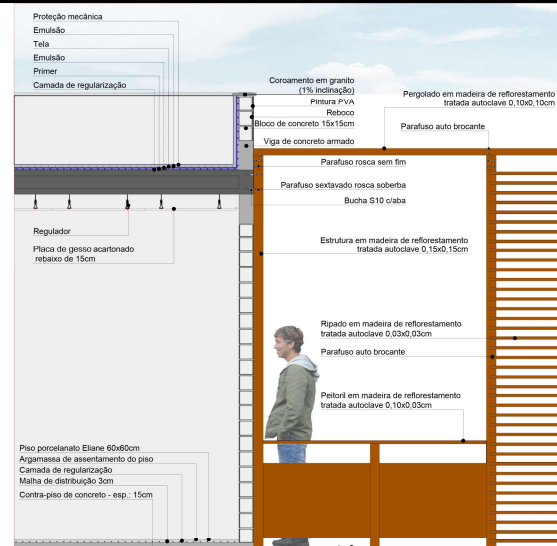 Proteção mecânica
Emulsão
Tela
Emulsão
Primer
Camada de regularização
Coroamento em granito
(1% inclinação)
Pintura PVA
Reboco
Bloco de concreto 15x15cm
Viga de concreto armado
Pergolado em madeira de reflorestamento
tratada autoclave 0,10x0,10cm
Parafuso auto brocante
Parafuso rosca sem fim
Parafuso sextavado rosca soberba
Bucha S10 c/aba
Regulador
Placa de gesso acartonado
rebaixo de 15cm
Estrutura em madeira de reflorestamento
tratada autoclave 0,15x0,15cm
Ripado em madeira de reflorestamento
tratada autoclave 0,03x0,03cm
Parafuso auto brocante
Peitoril em madeira de reflorestamento
tratada autoclave 0,10x0,03cm
Piso porcelanato Eliane 60x60cm
Argamassa de assentamento do piso
Camada de regularização
Malha de distribuição 3cm
Contra-piso de concreto - esp.: 15cm